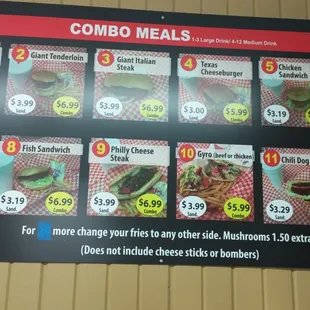 COMBO MEALS 1-3 Large Drink/ 4-12 Medium Drink
2 Giant Tenderloin
$3.99 Sand.
$6.99 Combo
3 Giant Italian
Steak
$3.99 Sand.
$6.99 Combo
4 Texas
Cheeseburger
$3.00 Sand.
$5.99 Combo
5 Chicken
Sandwich
$3.19 Sand.
8 Fish Sandwich
$3.19 Sand.
$6.99 Combo
9 Philly Cheese
Steak
$3.99 Sand.
$6.99 Combo
10 Gyro (beef or chicken
$3.99 Sand.
$5.99 Combo
11 Chili Dog
$3.29 Sand.
For more change your fries to any other side. Mushrooms 1.50 extra
(Does not include cheese sticks or bombers)